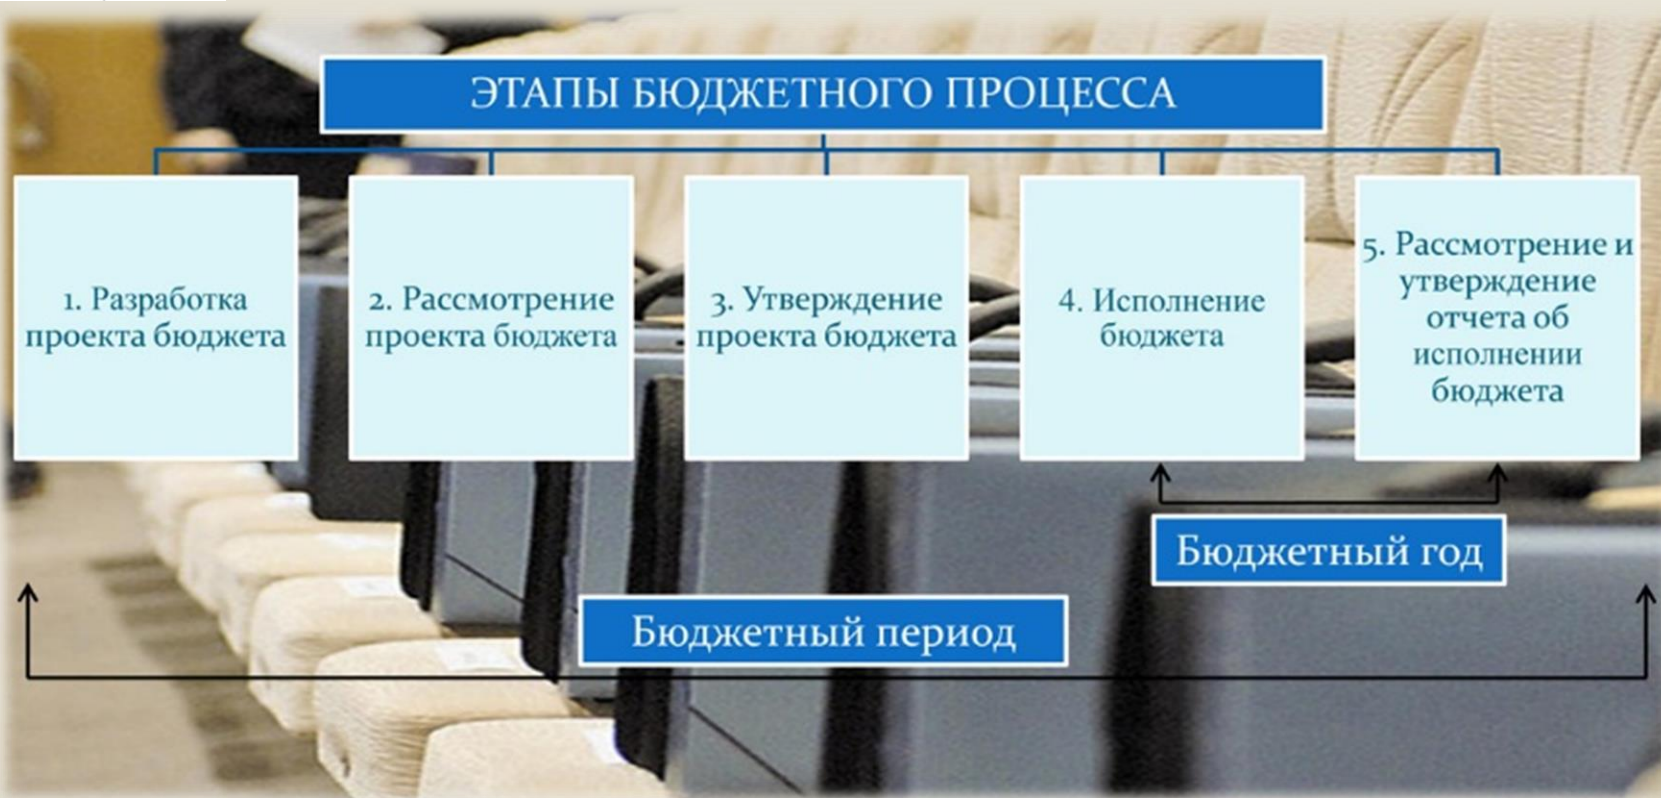 ЭТАПЫ БЮДЖЕТНОГО ПРОЦЕССА
1. Разработка
проекта бюджета
2. Рассмотрение
проекта бюджета
3. Утверждение
проекта бюджета
4. Исполнение
бюджета
5. Рассмотрение и
утверждение
отчета об
исполнении
бюджета
Бюджетный год
Бюджетный период